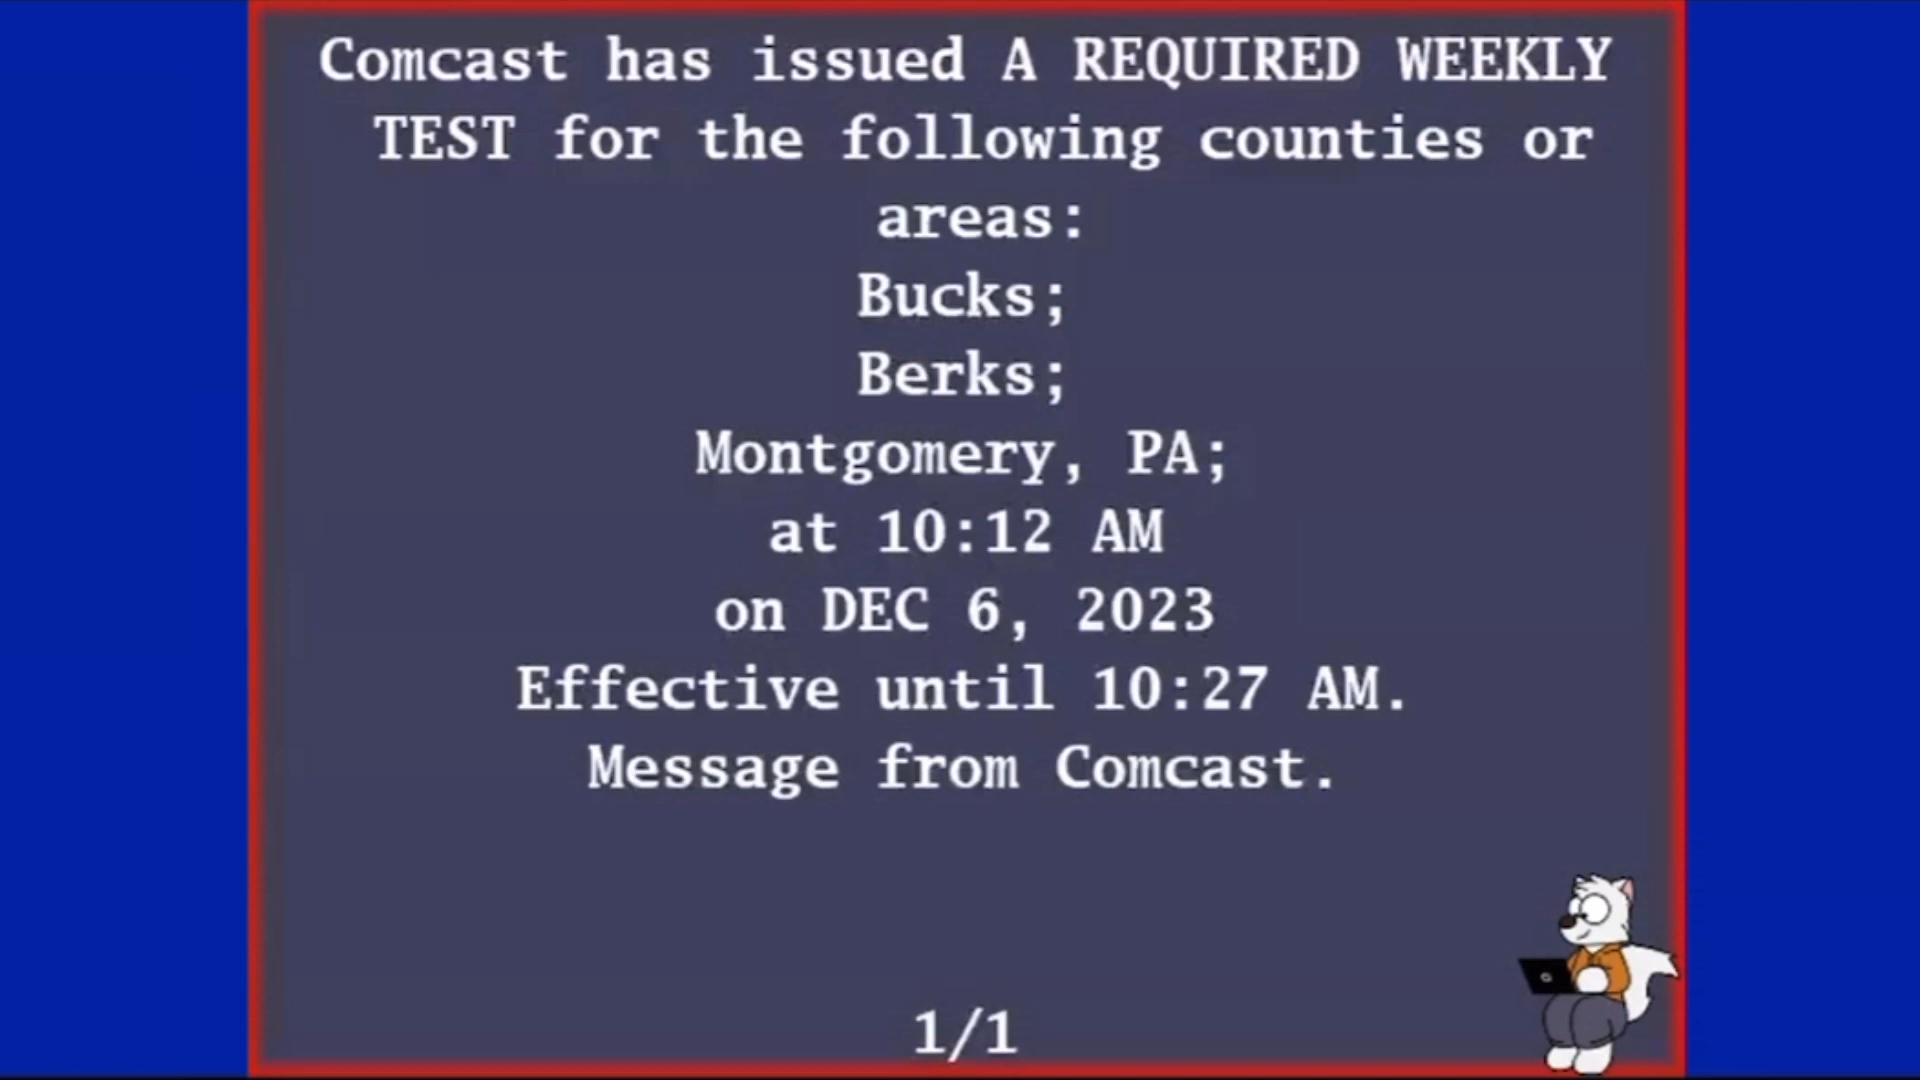 Comcast has issued A REQUIRED WEEKLY
TEST for the following counties or
areas:
Bucks;
Berks;
Montgomery, PA;
at 10:12 AM
on DEC 6, 2023
Effective until 10:27 AM.
Message from Comcast.
1/1